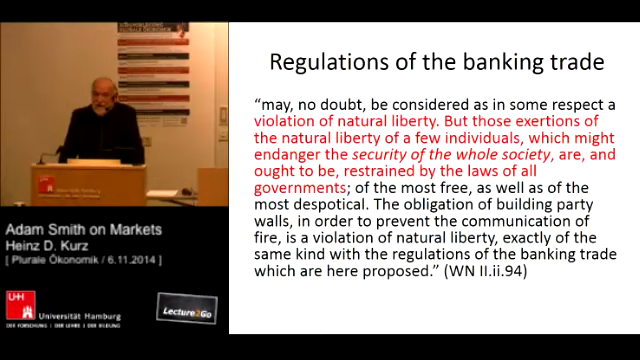 Regulations of the banking trade
“may, no doubt, be considered as in some respect a
violation of natural liberty. But those exertions of
the natural liberty of a few individuals, which might
endanger the security of the whole society, are, and
ought to be, restrained by the laws of all
governments; of the most free, as well as of the
most despotical. The obligation of building party
walls, in order to prevent the communication of
fire, is a violation of natural liberty, exactly of the
same kind with the regulations of the banking trade
which are here proposed.” (WN II.ii.94)
Adam Smith on Markets
Heinz D. Kurz
[ Plurale Ökonomik / 6.11.2014 ]
UH
Universität Hamburg
DER FORSCHUNG | DER LEHRE | DER BILDUNG
Lecture2Go